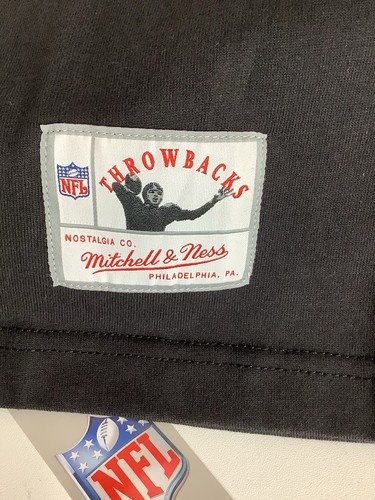 THROWBACKS
NFL
NOSTALGIA CO.
Mitchell & Ness
PHILADELPHIA, PA.
NFL